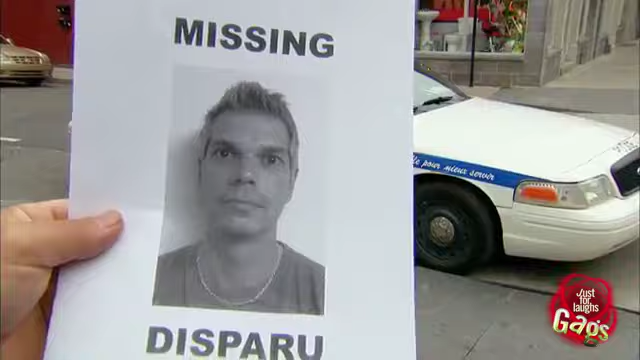 MISSING
DISPARU
pour mieux servir
Just
for
laughs
Gags